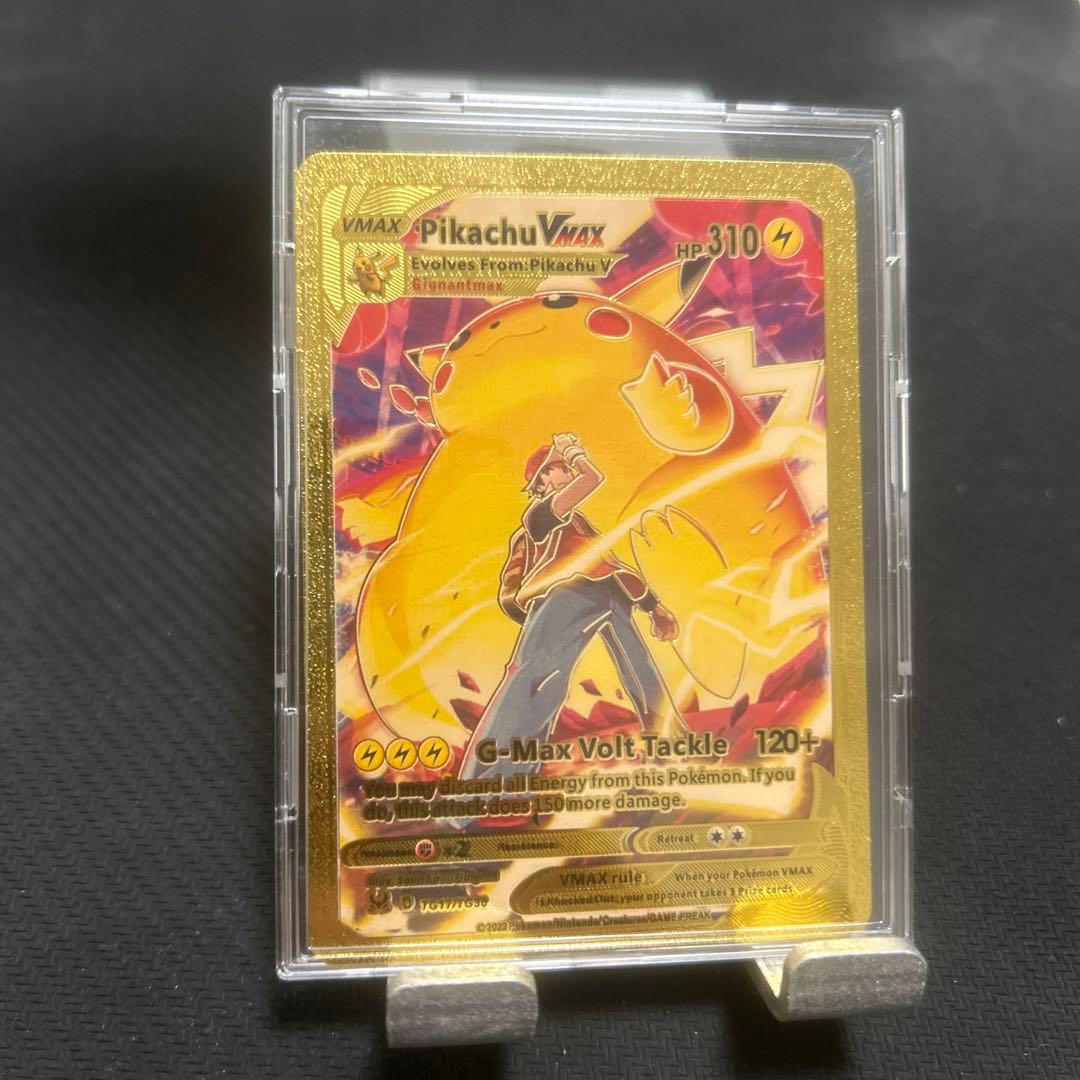 VMAX
Pikachu VMAX
HP 310
Evolves From:Pikachu V
Gignantmax
G-Max Volt Tackle 120+
You may discard all Energy from this Pokémon. If you
do, this attack does 150 more damage.
×2 Resistance Retreat
VMAX rule When your Pokémon VMAX
is Knocked Out, your opponent takes 3 Prize cards
D TG17/TG30
©2022 Pokémon/Nintendo/Creatures/GAME FREAK